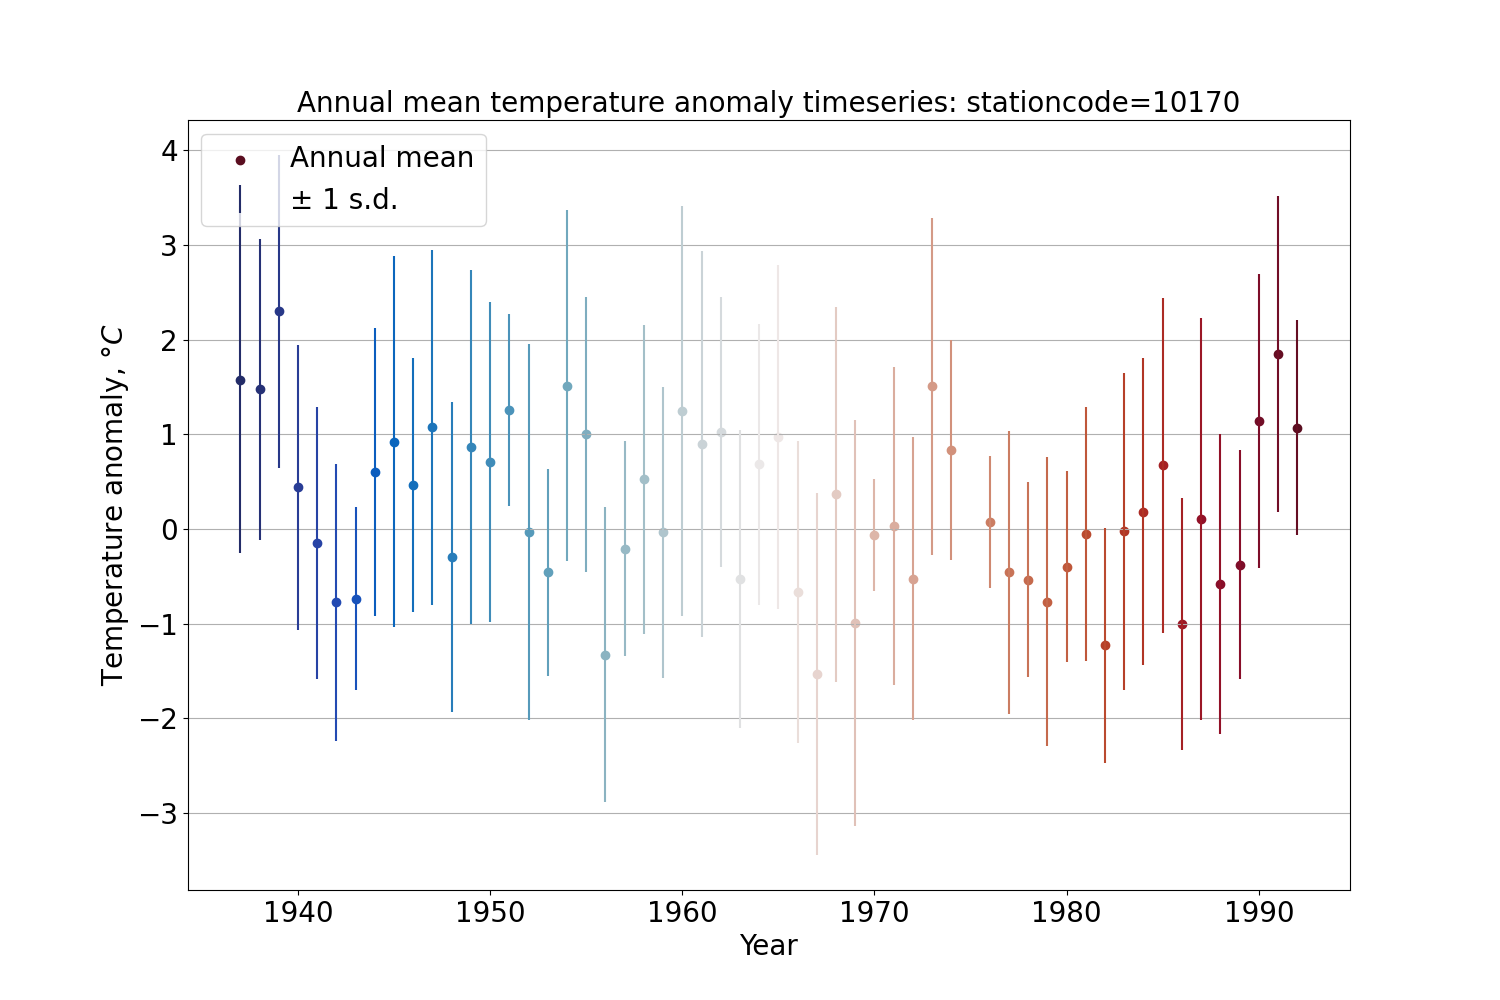 Annual mean temperature anomaly timeseries: stationcode=10170
Annual mean
± 1 s.d.
4
3
2
1
0
−1
−2
−3
Temperature anomaly, °C
1940 1950 1960 1970 1980 1990
Year